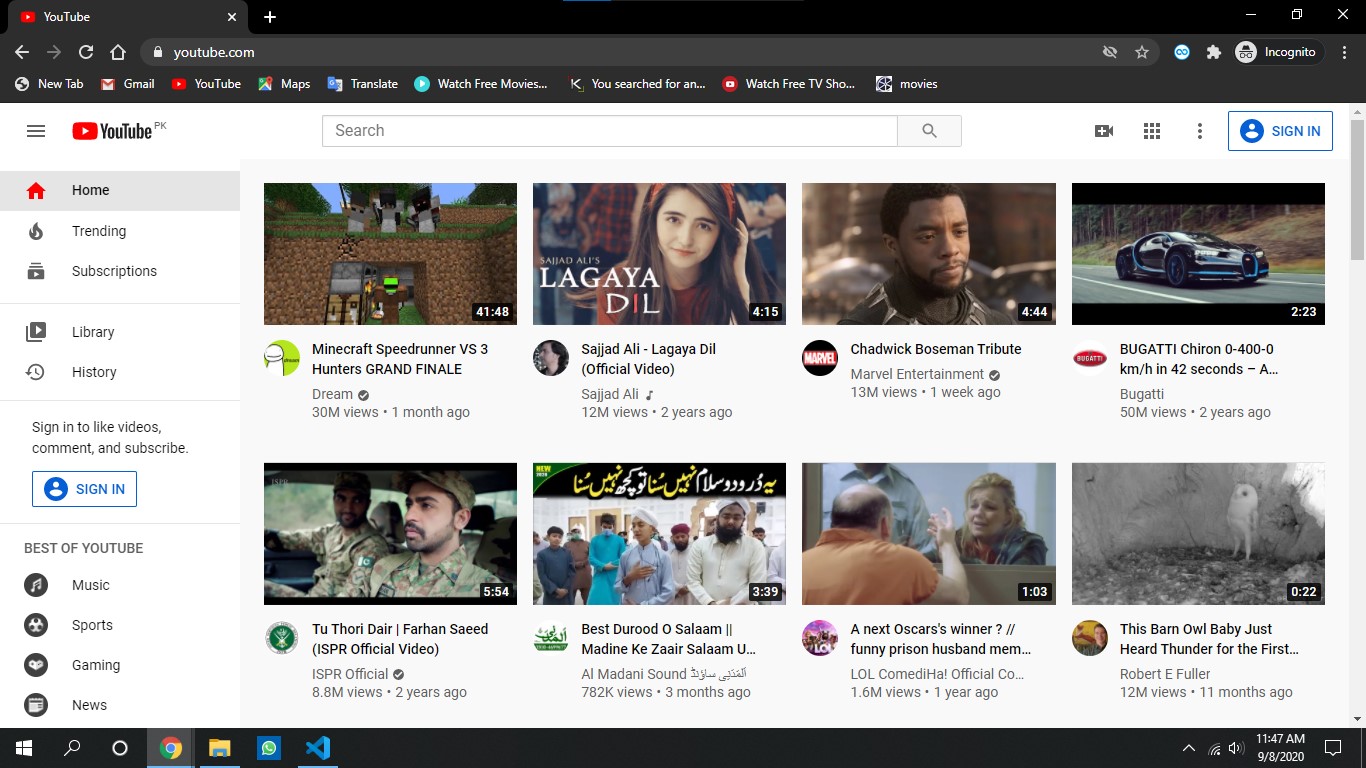 YouTube
youtube.com
Incognito
New Tab
Gmail
YouTube
Maps
Translate
Watch Free Movies...
You searched for an...
Watch Free TV Sho...
movies
YouTube PK
Search
SIGN IN
Home
Trending
Subscriptions
Library
History
Sign in to like videos,
comment, and subscribe.
SIGN IN
BEST OF YOUTUBE
Music
Sports
Gaming
News
41:48
Minecraft Speedrunner VS 3
Hunters GRAND FINALE
Dream
30M views • 1 month ago
SAJJAD ALI'S
LAGAYA
DIL
4:15
Sajjad Ali - Lagaya Dil
(Official Video)
Sajjad Ali
12M views • 2 years ago
4:44
MARVEL
Chadwick Boseman Tribute
Marvel Entertainment
13M views • 1 week ago
2:23
BUGATTI
BUGATTI Chiron 0-400-0
km/h in 42 seconds – A...
Bugatti
50M views • 2 years ago
ISPR
5:54
Tu Thori Dair | Farhan Saeed
(ISPR Official Video)
ISPR Official
8.8M views • 2 years ago
NEW
2020
یہ دُرود و سلام نہیں سُنا تو کچھ نہیں سُنا
3:39
Best Durood O Salaam ||
Madine Ke Zaair Salaam U...
Al Madani Sound اَلمَدَنِی ساؤنڈ
782K views • 3 months ago
1:03
LOL
A next Oscars's winner ? //
funny prison husband mem...
LOL ComediHa! Official Co...
1.6M views • 1 year ago
0:22
This Barn Owl Baby Just
Heard Thunder for the First...
Robert E Fuller
12M views • 11 months ago
11:47 AM
9/8/2020